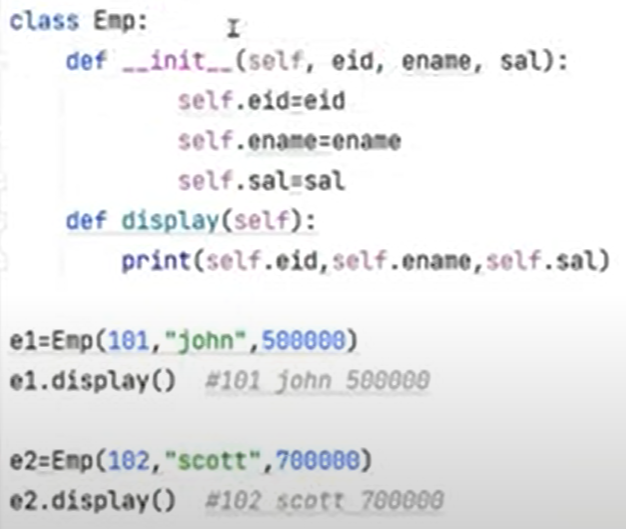 class Emp:
    def __init__(self, eid, ename, sal):
            self.eid=eid
            self.ename=ename
            self.sal=sal
    def display(self):
        print(self.eid,self.ename,self.sal)
e1=Emp(101,"john",500000)
e1.display()  #101 john 500000
e2=Emp(102,"scott",700000)
e2.display()  #102 scott 700000